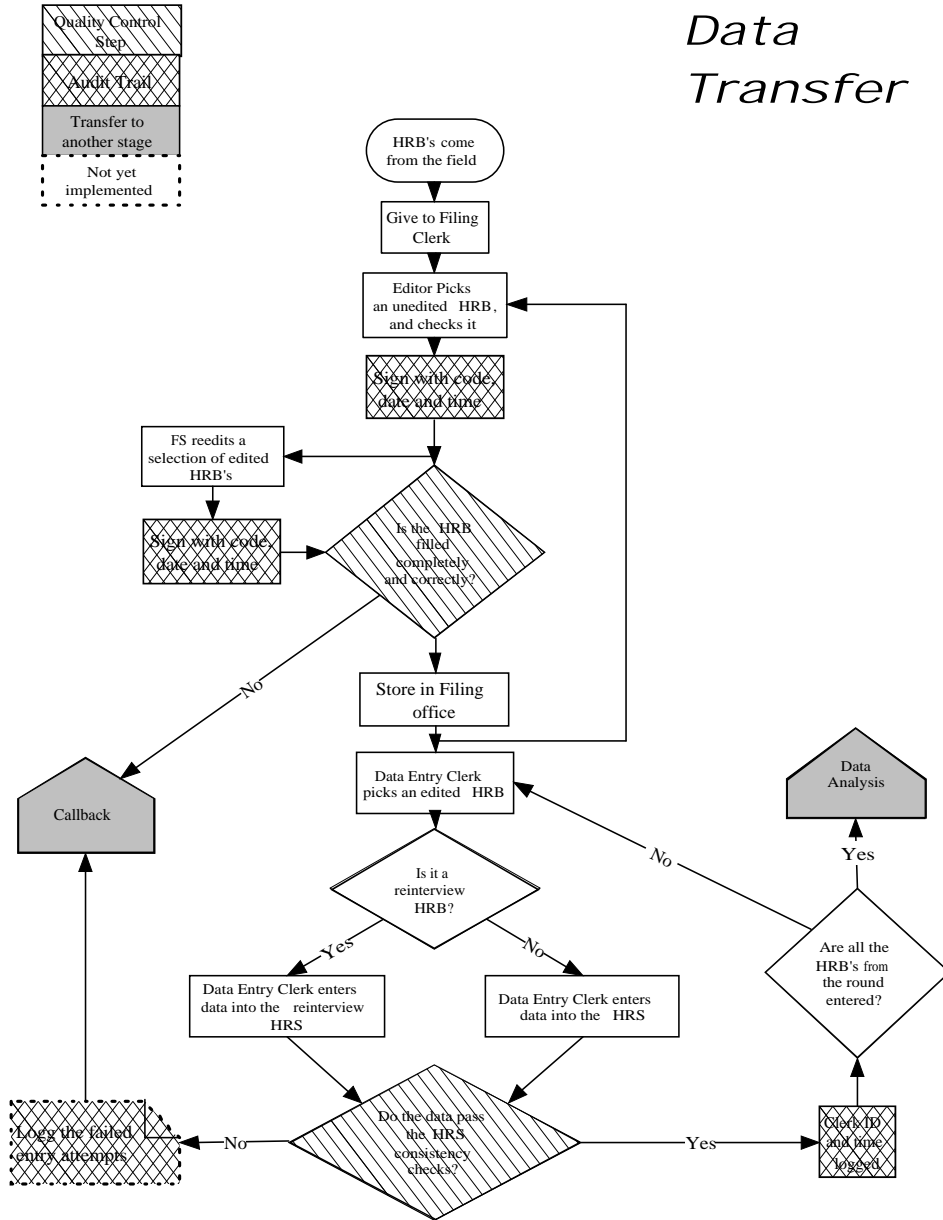 Quality Control
Step
Audit Trail
Transfer to
another stage
Not yet
implemented
Data
Transfer
HRB's come
from the field
Give to Filing
Clerk
Editor Picks
an unedited HRB,
and checks it
Sign with code,
date and time
FS reedits a
selection of edited
HRB's
Sign with code,
date and time
Is the HRB
filled
completely
and correctly?
No
Store in Filing
office
Data Entry Clerk
picks an edited HRB
Callback
Data
Analysis
Yes
No
Is it a
reinterview
HRB?
Yes
No
Are all the
HRB's from
the round
entered?
Data Entry Clerk enters
data into the reinterview
HRS
Data Entry Clerk enters
data into the HRS
Do the data pass
the HRS
consistency
checks?
No
Yes
Logg the failed
entry attempts
Clerk ID
and time
logged